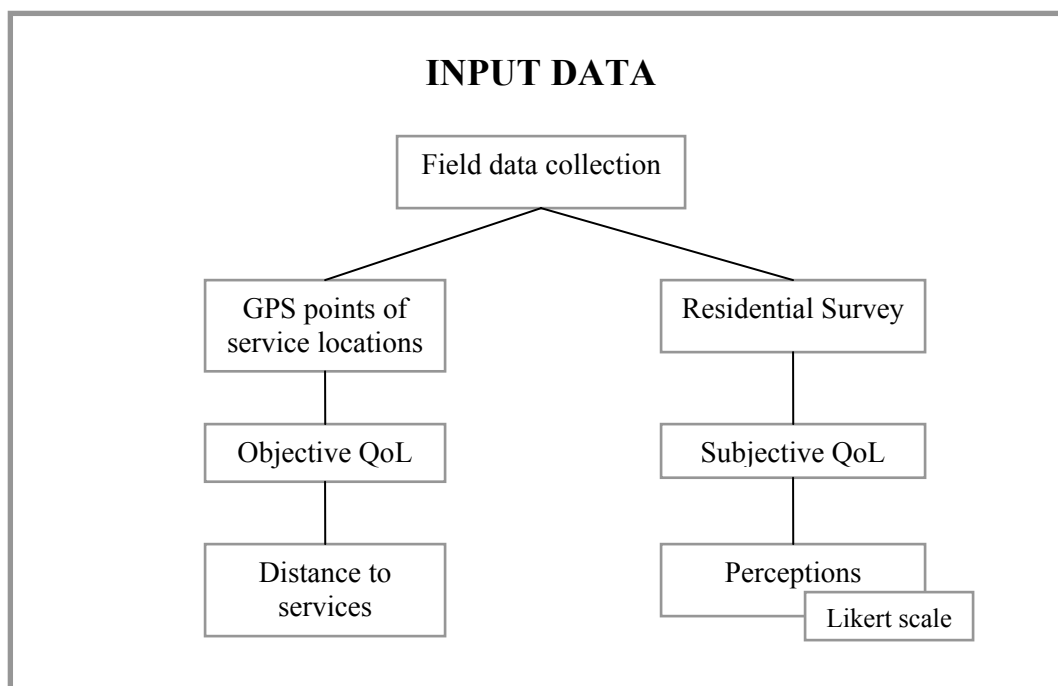 INPUT DATA
Field data collection
GPS points of
service locations
Residential Survey
Objective QoL
Subjective QoL
Distance to
services
Perceptions
Likert scale